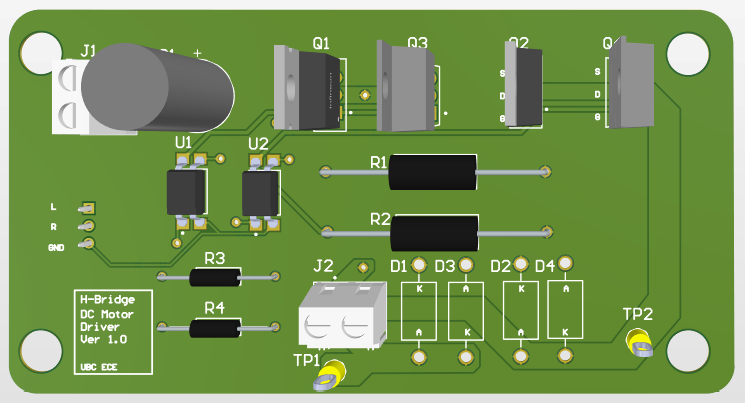 J1
Q1
Q3
Q2
S
D
G
S
D
G
U1
U2
R1
L
R
GND
R2
R3
J2
D1
D3
D2
D4
K
A
K
A
A
A
K
K
R4
H-Bridge
DC Motor
Driver
Ver 1.0
UBC ECE
TP1
TP2